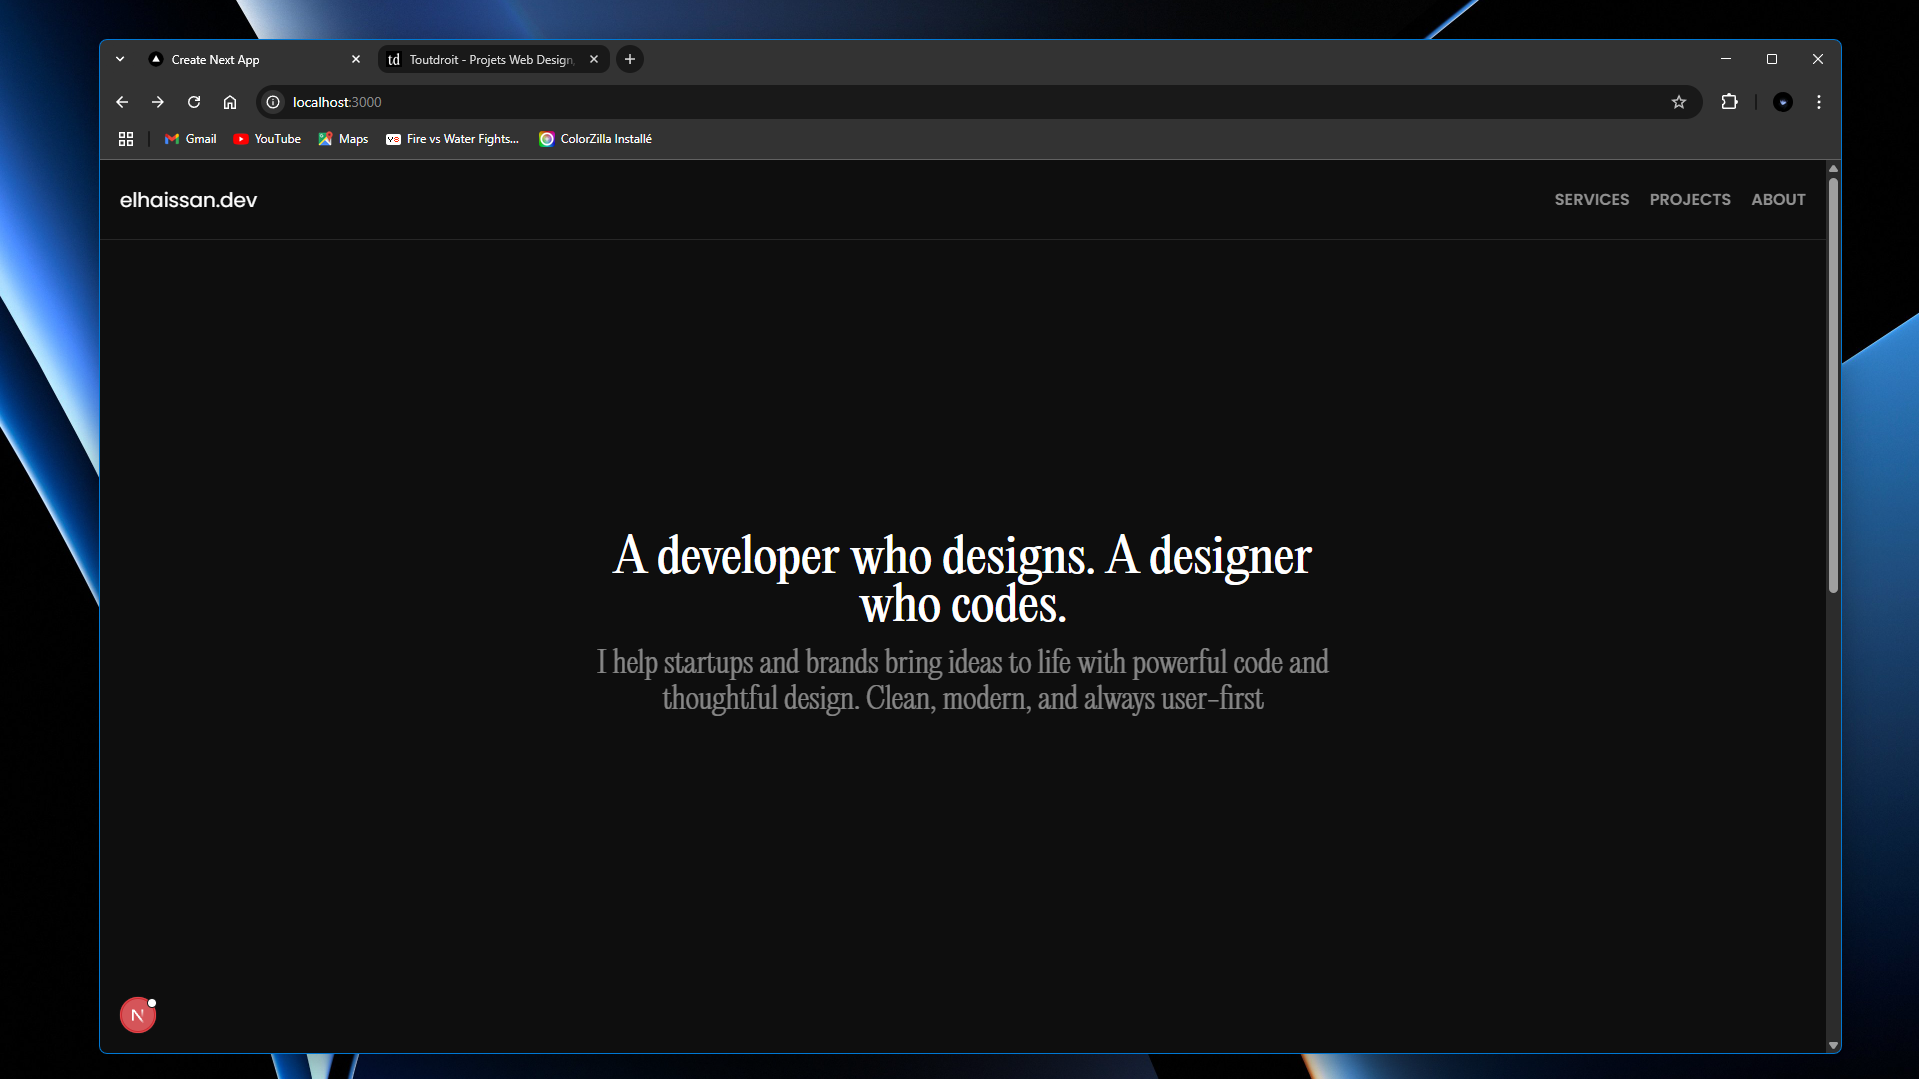 Create Next App
td Toutdroit - Projets Web Design,
localhost:3000
Gmail YouTube Maps Fire vs Water Fights... ColorZilla Installé
elhaissan.dev SERVICES PROJECTS ABOUT
A developer who designs. A designer
who codes.
I help startups and brands bring ideas to life with powerful code and
thoughtful design. Clean, modern, and always user-first
N